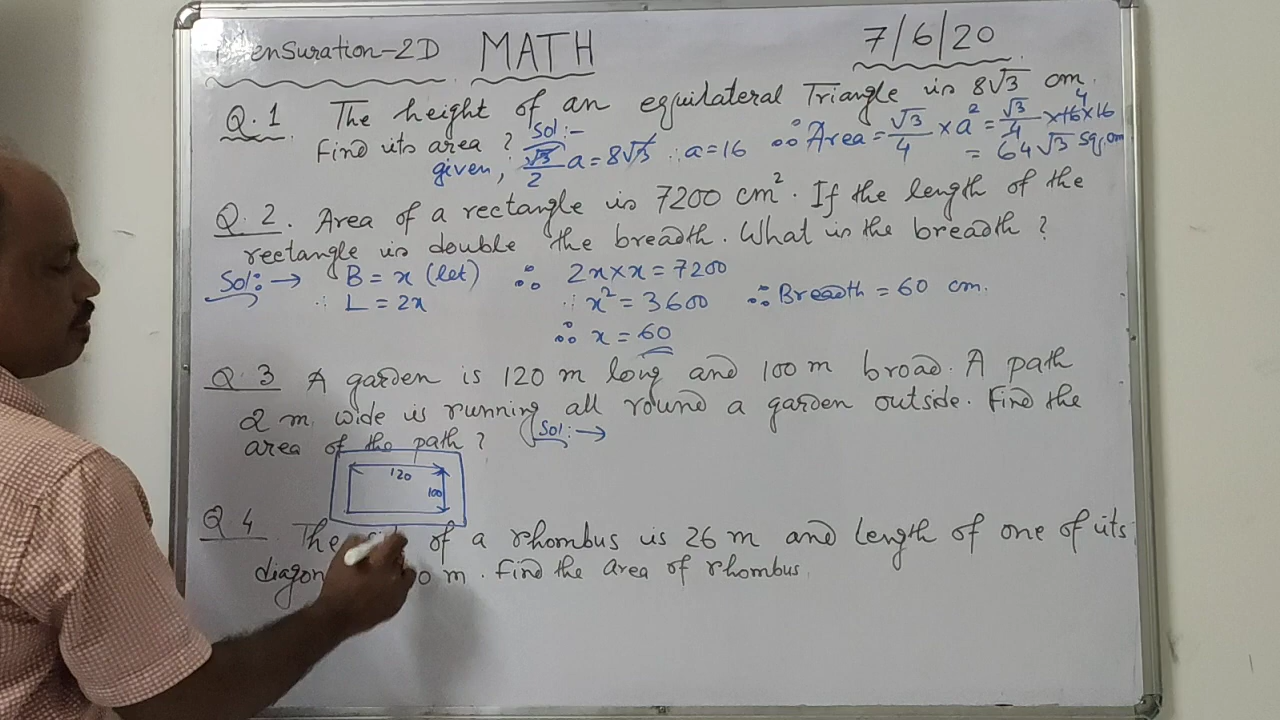 ensuration-2D MATH 7/6/20
Q.1 The height of an equilateral Triangle is 8√3 cm.
Find its area ? Sol:-
given, √3/2 a = 8√3 ∴ a = 16 ∴ Area = √3/4 × a² = √3/4 × 16 × 16 4
= 64√3 sq.cm
Q.2. Area of a rectangle is 7200 cm². If the length of the
rectangle is double the breadth. What is the breadth ?
Sol:→ B = x (let) ∴ 2x × x = 7200
∴ L = 2x ∴ x² = 3600 ∴ Breadth = 60 cm.
∴ x = 60
Q.3 A garden is 120 m long and 100 m broad. A path
2 m. wide is running all round a garden outside. Find the
area of the path ? Sol:→
120
100
Q 4. The of a rhombus is 26 m and length of one of its
diagon 0 m. Find the area of rhombus.